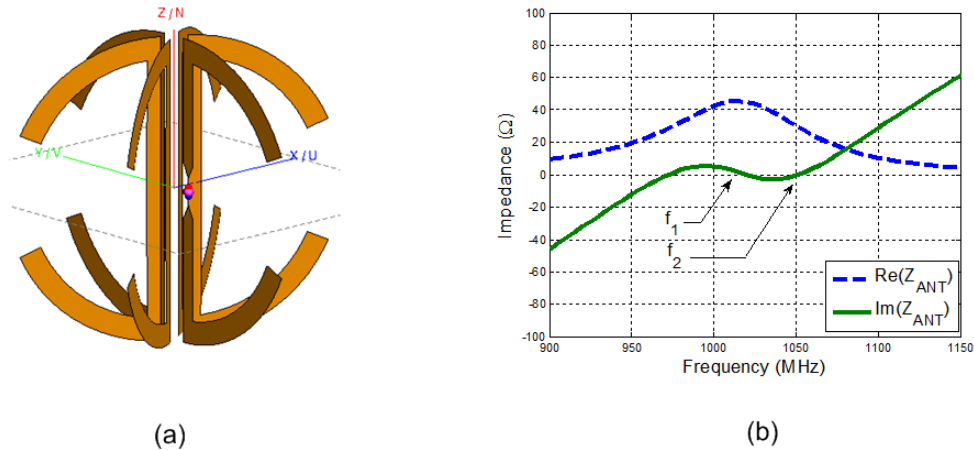 Z / N
Y / V
X / U
(a)
100
80
60
40
20
0
-20
-40
-60
-80
-100
Impedance (Ω)
f1
f2
Re(ZANT)
Im(ZANT)
900
950
1000
1050
1100
1150
Frequency (MHz)
(b)